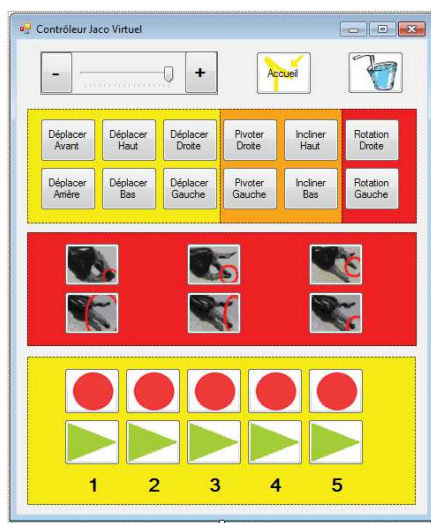 Contrôleur Jaco Virtuel
- +
Accueil
Déplacer Avant Déplacer Haut Déplacer Droite Pivoter Droite Incliner Haut Rotation Droite
Déplacer Arrière Déplacer Bas Déplacer Gauche Pivoter Gauche Incliner Bas Rotation Gauche
1 2 3 4 5